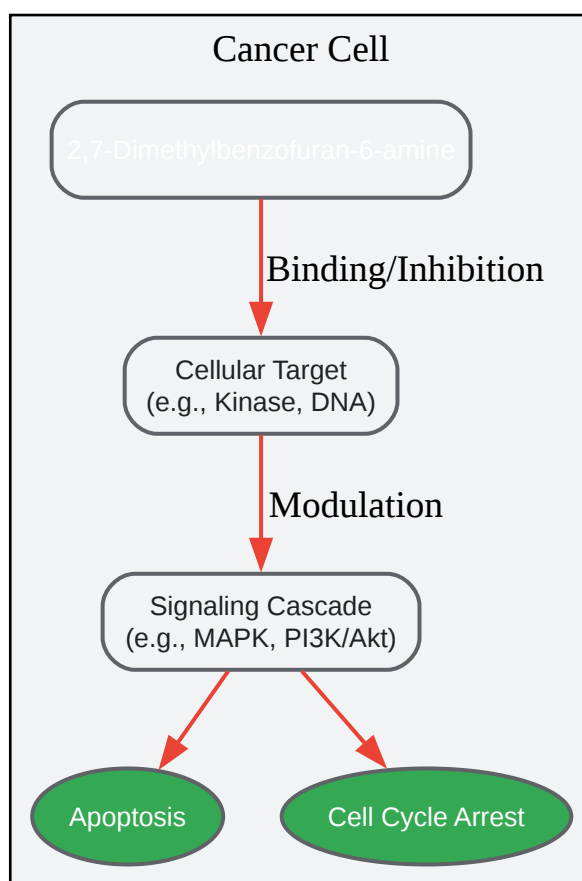 Cancer Cell
2,7-Dimethylbenzofuran-6-amine
Binding/Inhibition
Cellular Target
(e.g., Kinase, DNA)
Modulation
Signaling Cascade
(e.g., MAPK, PI3K/Akt)
Apoptosis
Cell Cycle Arrest